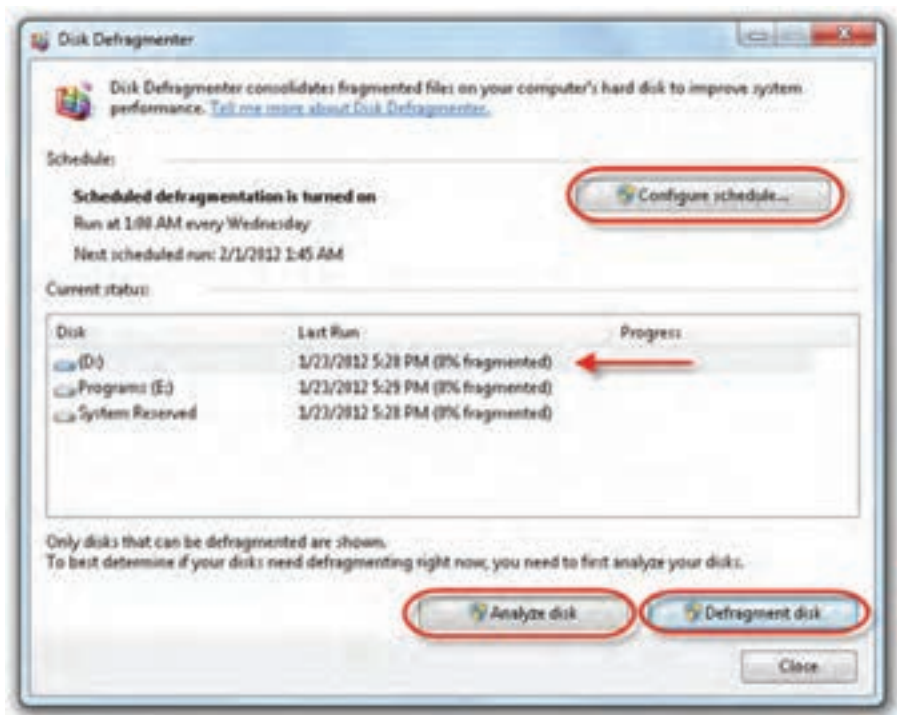 Disk Defragmenter
Disk Defragmenter consolidates fragmented files on your computer's hard disk to improve system
performance. Tell me more about Disk Defragmenter.
Schedule:
Configure schedule...
Scheduled defragmentation is turned on
Run at 1:00 AM every Wednesday
Next scheduled run: 2/1/2012 1:45 AM
Current status:
Disk Last Run Progress
(D:) 1/23/2012 5:28 PM (0% fragmented)
Programs (E:) 1/23/2012 5:29 PM (0% fragmented)
System Reserved 1/23/2012 5:28 PM (0% fragmented)
Only disks that can be defragmented are shown.
To best determine if your disks need defragmenting right now, you need to first analyze your disks.
Analyze disk Defragment disk
Close